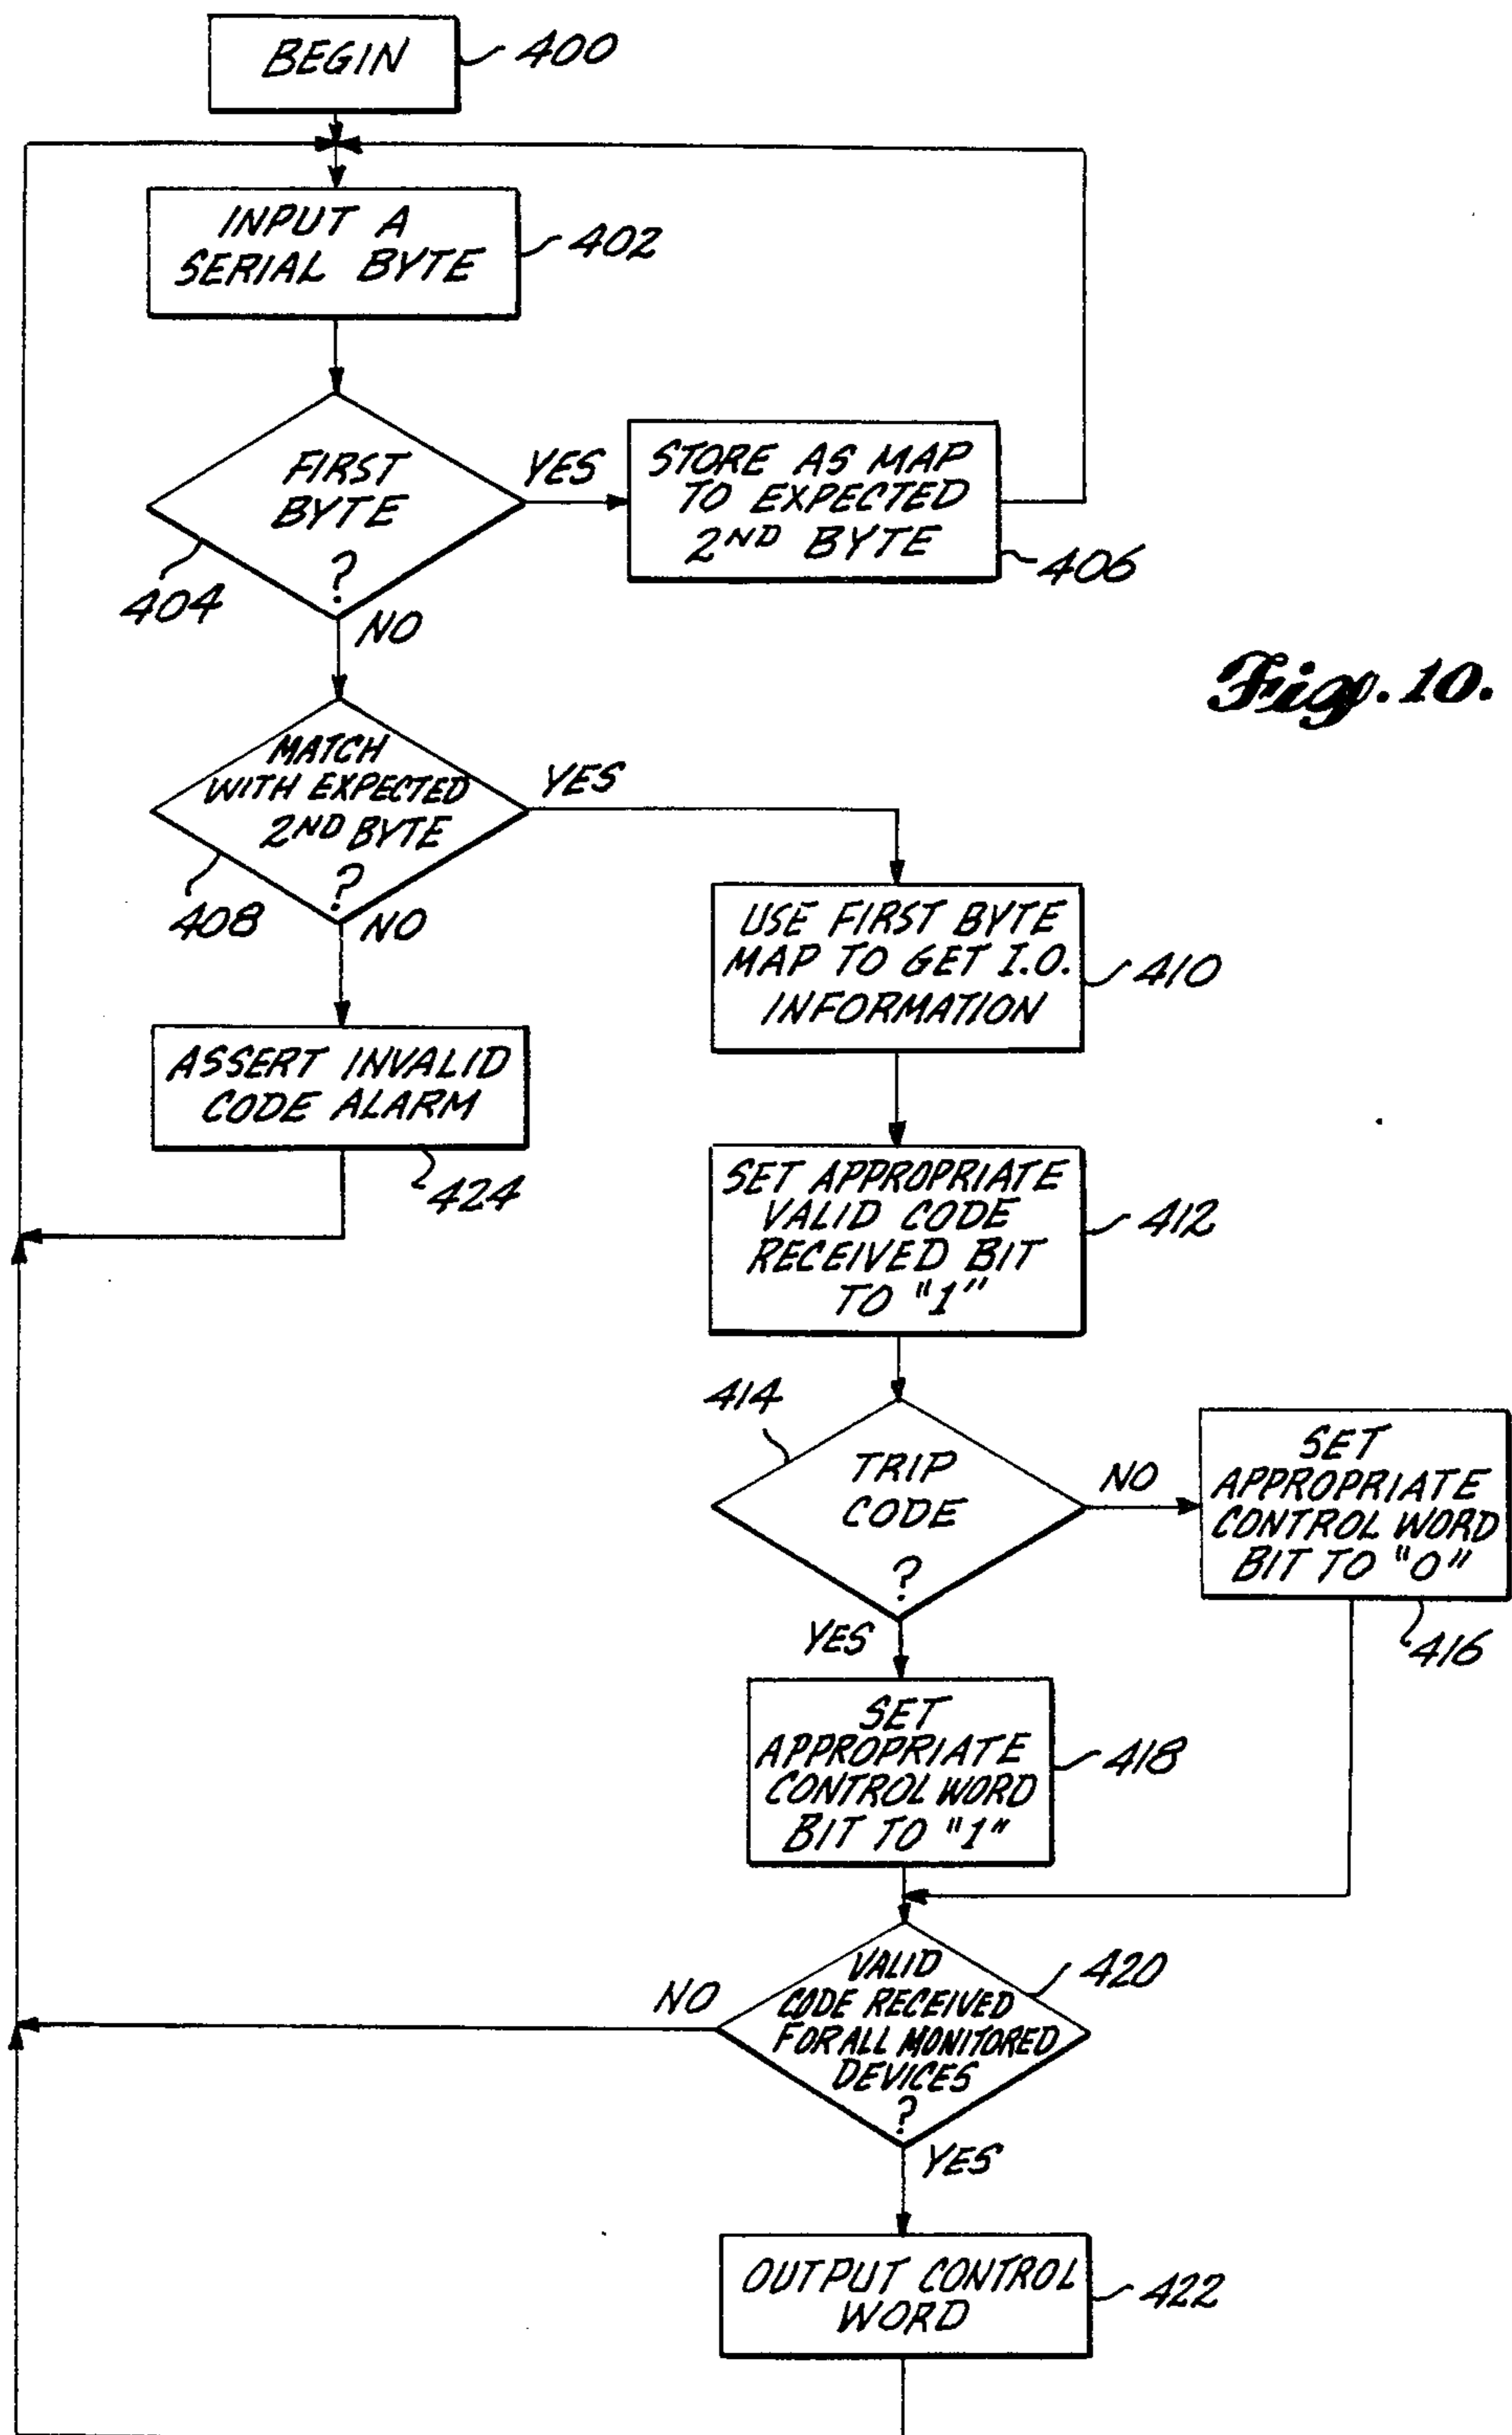 BEGIN
400
INPUT A
SERIAL BYTE
402
FIRST
BYTE
?
YES
404
NO
STORE AS MAP
TO EXPECTED
2ND BYTE
406
Fig. 10.
MATCH
WITH EXPECTED
2ND BYTE
?
YES
408
NO
USE FIRST BYTE
MAP TO GET I.O.
INFORMATION
410
ASSERT INVALID
CODE ALARM
424
SET APPROPRIATE
VALID CODE
RECEIVED BIT
TO "1"
412
414
TRIP
CODE
?
NO
YES
SET
APPROPRIATE
CONTROL WORD
BIT TO "0"
416
SET
APPROPRIATE
CONTROL WORD
BIT TO "1"
418
VALID
CODE RECEIVED
FOR ALL MONITORED
DEVICES
?
420
NO
YES
OUTPUT CONTROL
WORD
422